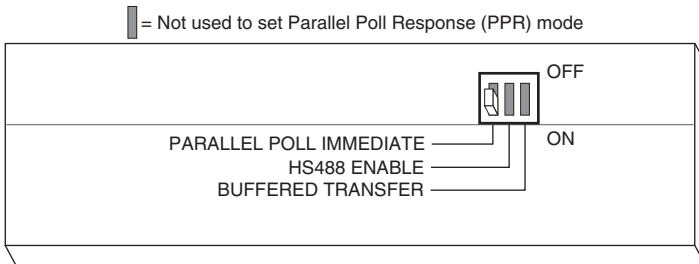 = Not used to set Parallel Poll Response (PPR) mode
OFF
PARALLEL POLL IMMEDIATE
ON
HS488 ENABLE
BUFFERED TRANSFER